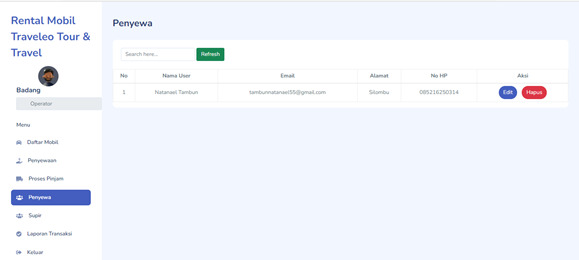 Rental Mobil
Traveleo Tour &
Travel
Badang
Operator
Menu
Daftar Mobil
Penyewaan
Proses Pinjam
Penyewa
Supir
Laporan Transaksi
Keluar
Penyewa
Search here...
Refresh
No Nama User Email Alamat No HP Aksi
1 Natanael Tambun tambunnatanael55@gmail.com Silombu 085216250314 Edit Hapus